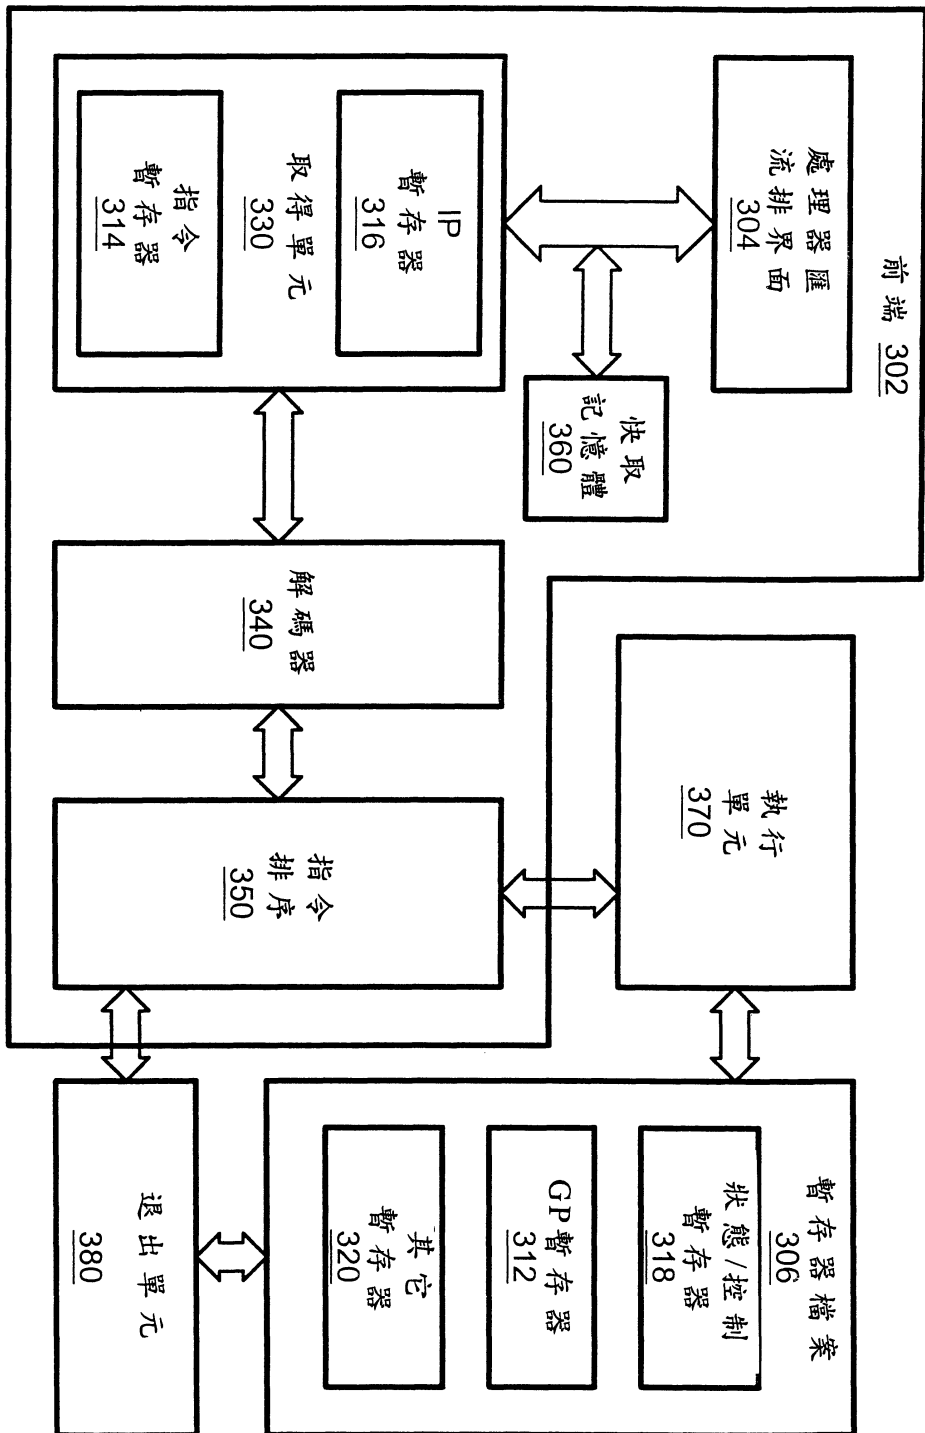 前端 302
處理器匯
流排界面
304
快取
記憶體
360
取得單元
330
IP
暫存器
316
指令
暫存器
314
解碼器
340
指令
排序
350
執行
單元
370
暫存器檔案
306
狀態/控制
暫存器
318
GP暫存器
312
其它
暫存器
320
退出單元
380